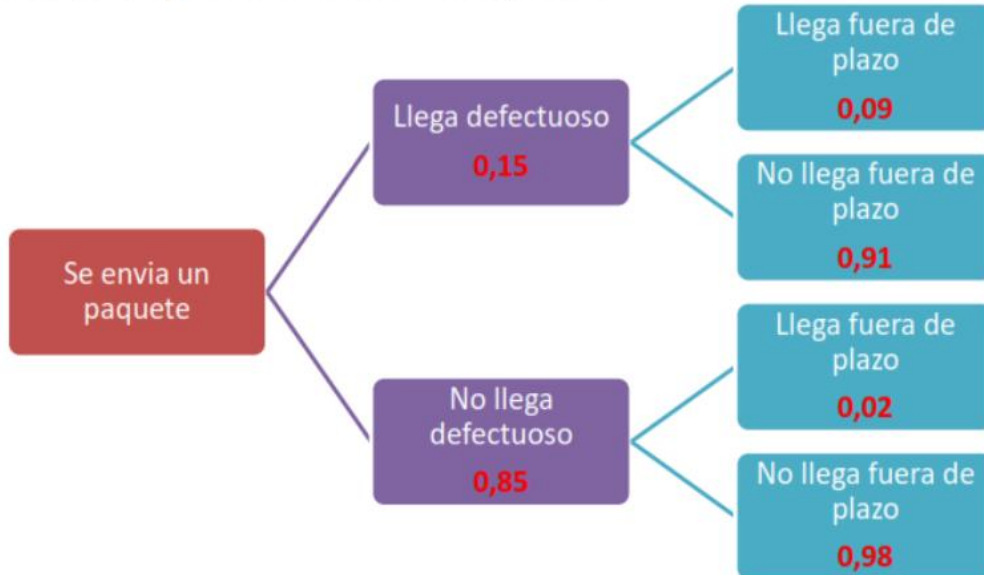 Se envia un
paquete
Llega defectuoso
0,15
No llega
defectuoso
0,85
Llega fuera de
plazo
0,09
No llega fuera de
plazo
0,91
Llega fuera de
plazo
0,02
No llega fuera de
plazo
0,98